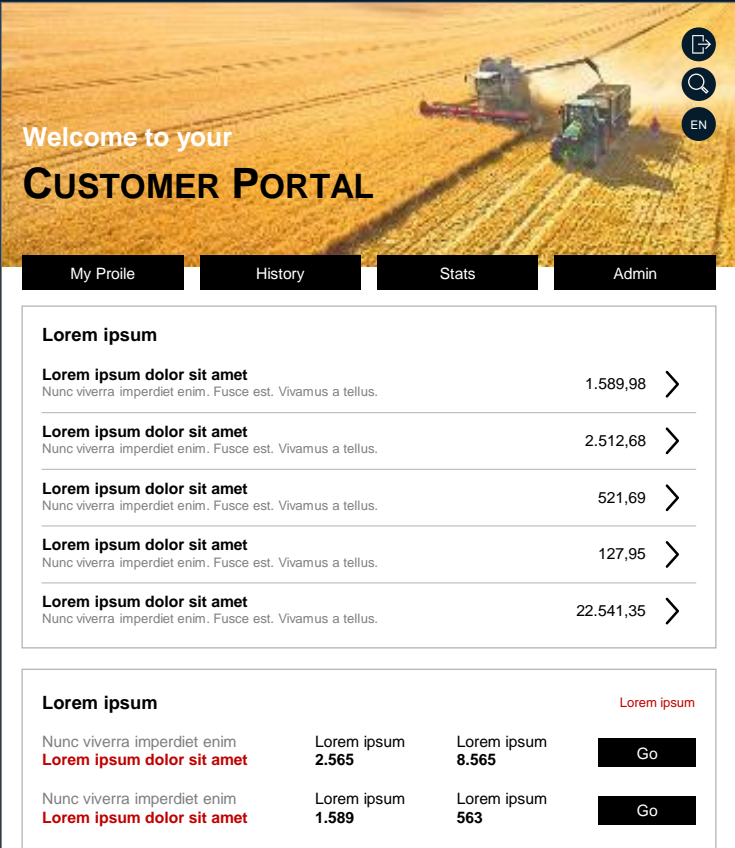 EN
Welcome to your
CUSTOMER PORTAL
My Proile History Stats Admin
Lorem ipsum
Lorem ipsum dolor sit amet
Nunc viverra imperdiet enim. Fusce est. Vivamus a tellus.
1.589,98
Lorem ipsum dolor sit amet
Nunc viverra imperdiet enim. Fusce est. Vivamus a tellus.
2.512,68
Lorem ipsum dolor sit amet
Nunc viverra imperdiet enim. Fusce est. Vivamus a tellus.
521,69
Lorem ipsum dolor sit amet
Nunc viverra imperdiet enim. Fusce est. Vivamus a tellus.
127,95
Lorem ipsum dolor sit amet
Nunc viverra imperdiet enim. Fusce est. Vivamus a tellus.
22.541,35
Lorem ipsum Lorem ipsum
Nunc viverra imperdiet enim Lorem ipsum Lorem ipsum
Lorem ipsum dolor sit amet 2.565 8.565
Go
Nunc viverra imperdiet enim Lorem ipsum Lorem ipsum
Lorem ipsum dolor sit amet 1.589 563
Go